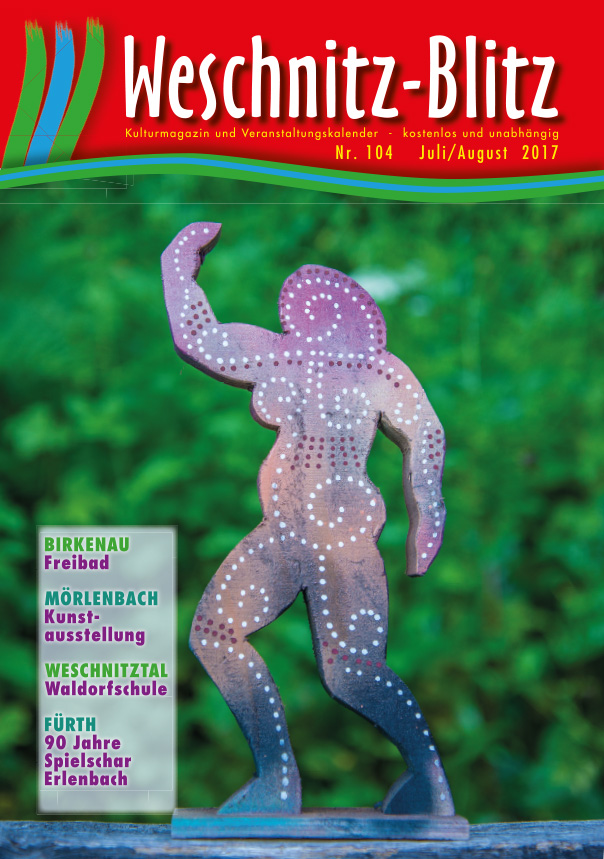 Weschnitz-Blitz
Kulturmagazin und Veranstaltungskalender - kostenlos und unabhängig
Nr. 104 Juli/August 2017
BIRKENAU
Freibad
MÖRLENBACH
Kunst-
ausstellung
WESCHNITZTAL
Waldorfschule
FÜRTH
90 Jahre
Spielschar
Erlenbach